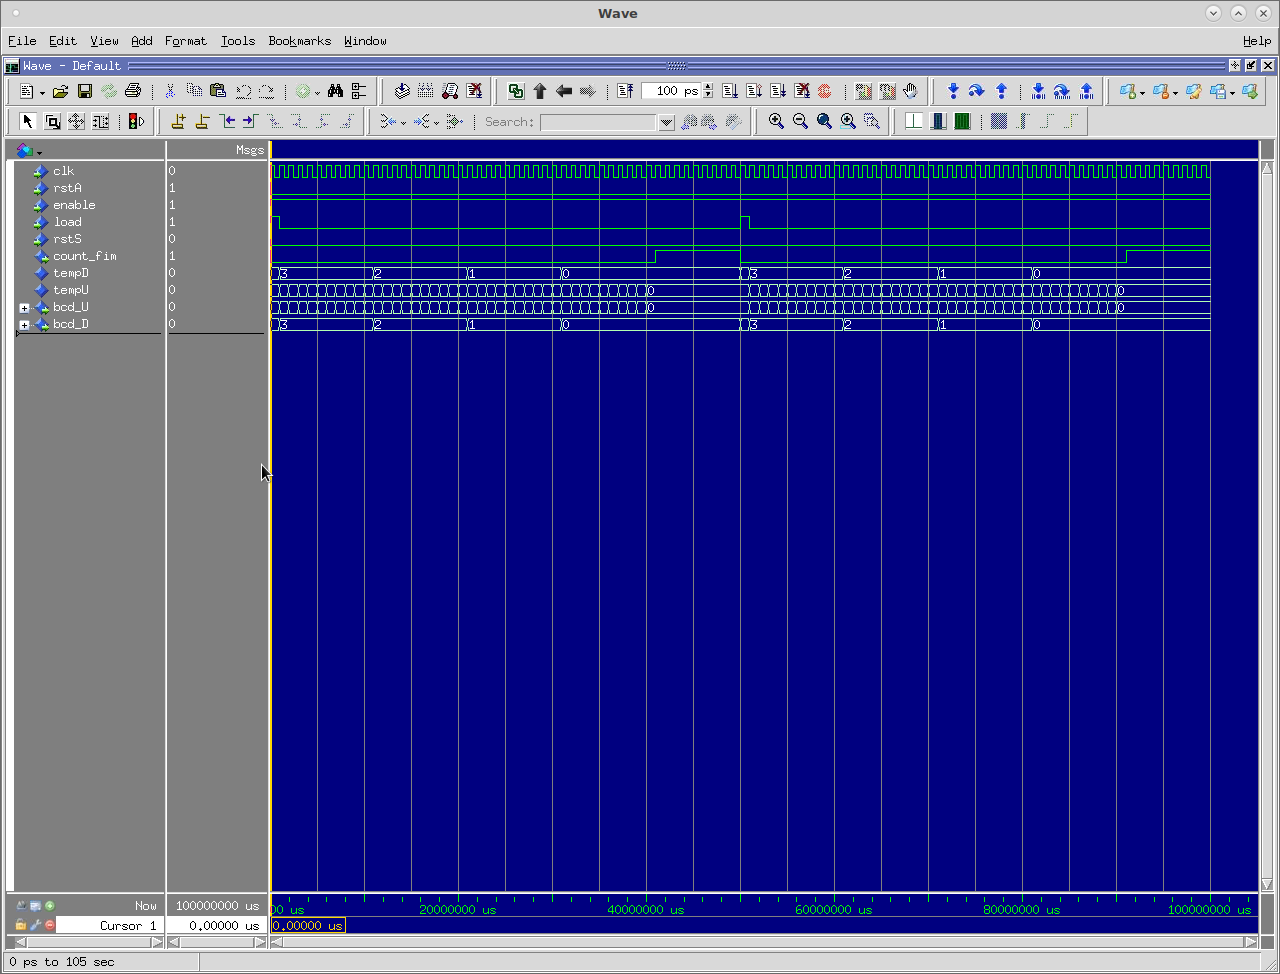 Wave
File Edit View Add Format Tools Bookmarks Window Help
Wave - Default
100 ps
Search:
Msgs
clk 0
rstA 1
enable 1
load 1
rstS 0
count_fim 1
tempD 0 3 2 1 0 3 2 1 0
tempU 0 0 0
bcd_U 0 0 0
bcd_D 0 3 2 1 0 3 2 1 0
Now 100000000 us 00 us 20000000 us 40000000 us 60000000 us 80000000 us 100000000 us
Cursor 1 0.00000 us 0.00000 us
0 ps to 105 sec